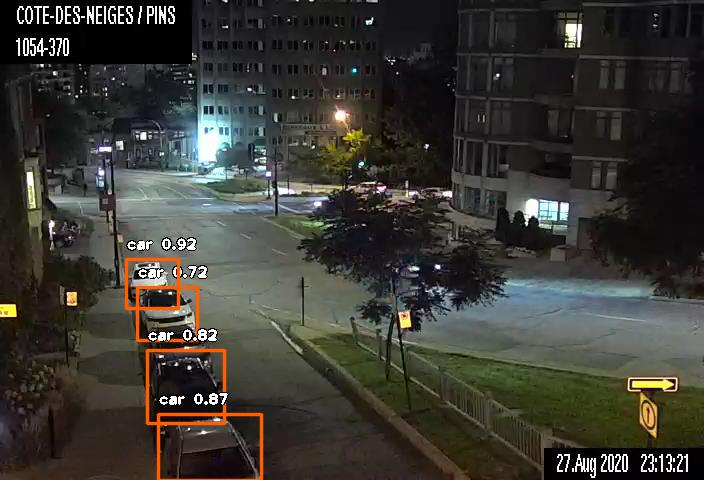 COTE-DES-NEIGES / PINS
1054-370
car 0.92
car 0.72
car 0.82
car 0.87
27.Aug 2020 23:13:21